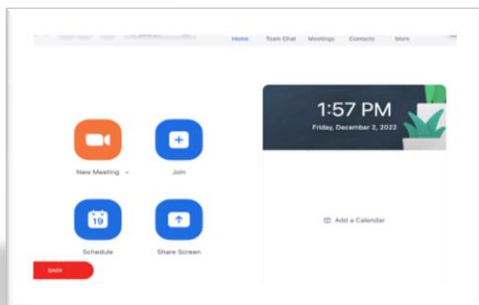 Home Team Chat Meetings Contacts More
1:57 PM
Friday, December 2, 2022
New Meeting
Join
19
Add a Calendar
Schedule
Share Screen
BACK